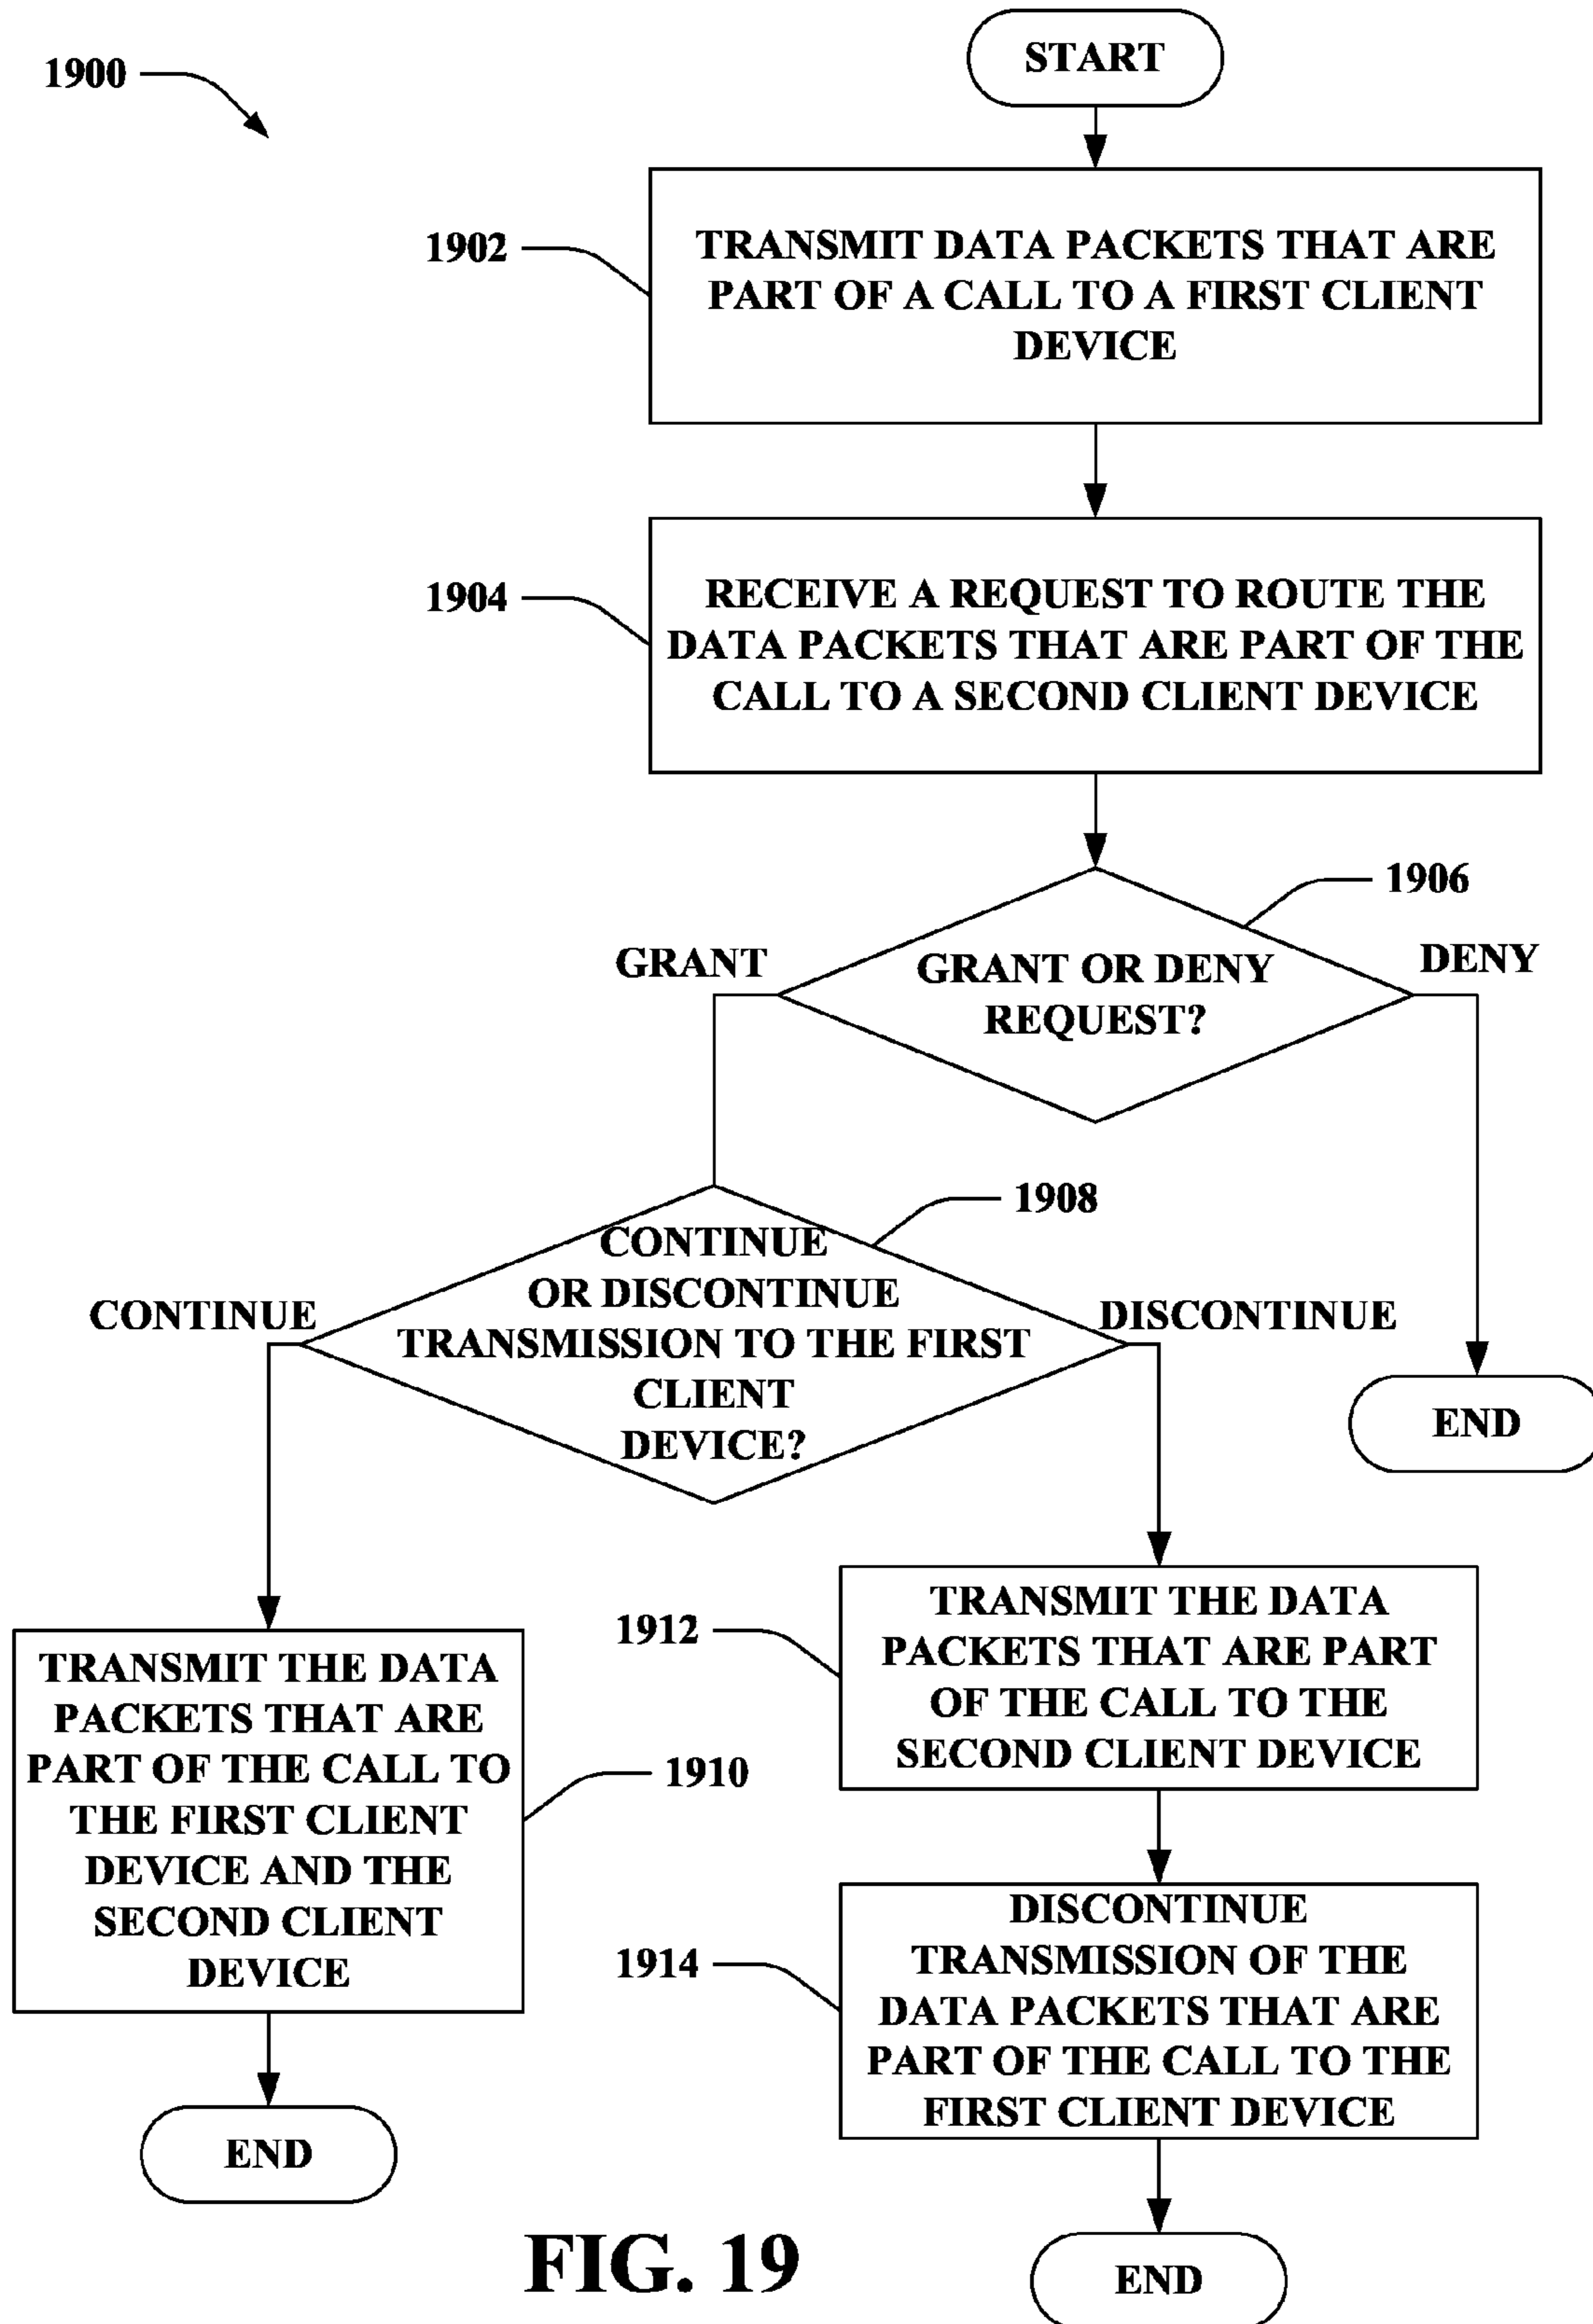 START
1900
1902
TRANSMIT DATA PACKETS THAT ARE
PART OF A CALL TO A FIRST CLIENT
DEVICE
1904
RECEIVE A REQUEST TO ROUTE THE
DATA PACKETS THAT ARE PART OF THE
CALL TO A SECOND CLIENT DEVICE
1906
GRANT
GRANT OR DENY
REQUEST?
DENY
1908
CONTINUE
CONTINUE
OR DISCONTINUE
TRANSMISSION TO THE FIRST
CLIENT
DEVICE?
DISCONTINUE
END
TRANSMIT THE DATA
PACKETS THAT ARE
PART OF THE CALL TO
THE FIRST CLIENT
DEVICE AND THE
SECOND CLIENT
DEVICE
1910
END
1912
TRANSMIT THE DATA
PACKETS THAT ARE PART
OF THE CALL TO THE
SECOND CLIENT DEVICE
1914
DISCONTINUE
TRANSMISSION OF THE
DATA PACKETS THAT ARE
PART OF THE CALL TO THE
FIRST CLIENT DEVICE
END
FIG. 19